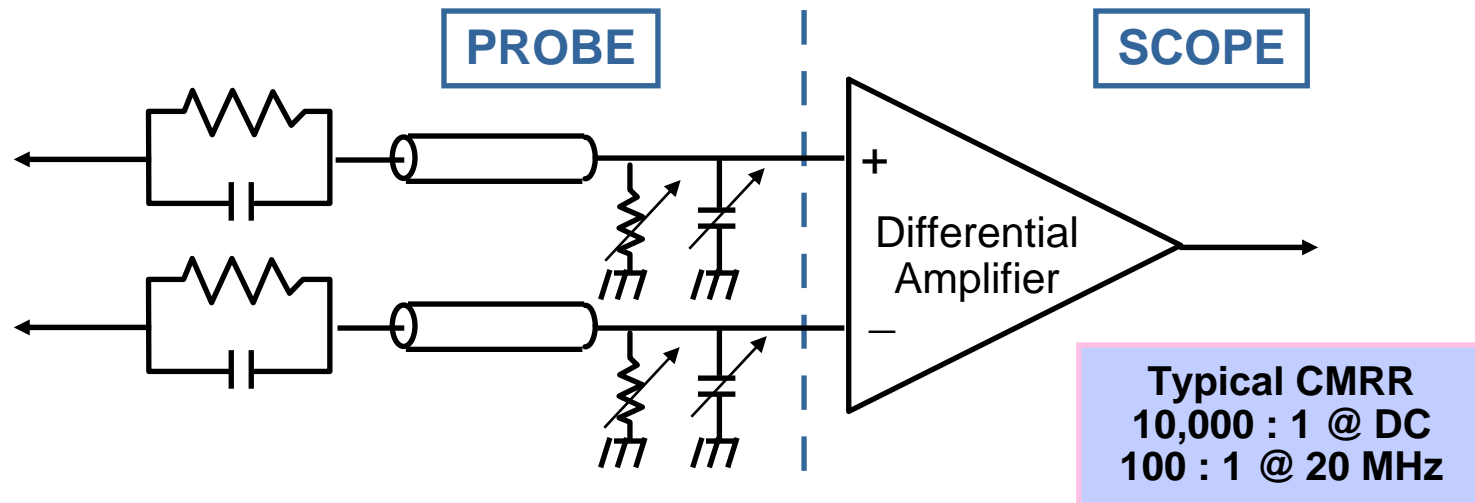 PROBE
SCOPE
+
Differential
Amplifier
–
Typical CMRR
10,000 : 1 @ DC
100 : 1 @ 20 MHz